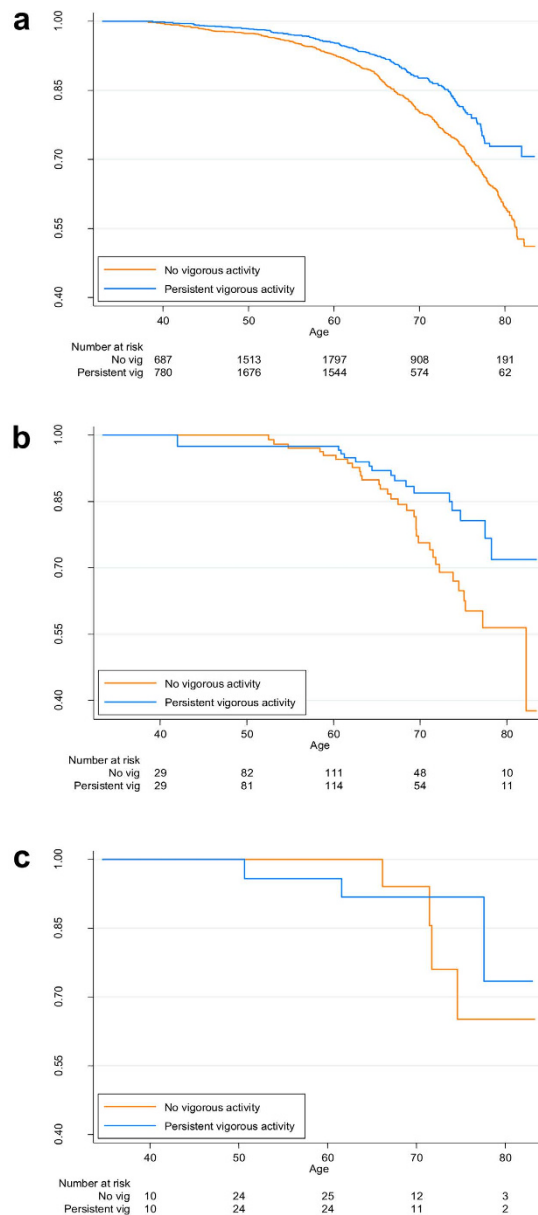 a
1.00
0.85
0.70
0.55
0.40
No vigorous activity
Persistent vigorous activity
40 50 60 70 80
Age
Number at risk
No vig 687 1513 1797 908 191
Persistent vig 780 1676 1544 574 62
b
1.00
0.85
0.70
0.55
0.40
No vigorous activity
Persistent vigorous activity
40 50 60 70 80
Age
Number at risk
No vig 29 82 111 48 10
Persistent vig 29 81 114 54 11
c
1.00
0.85
0.70
0.55
0.40
No vigorous activity
Persistent vigorous activity
40 50 60 70 80
Age
Number at risk
No vig 10 24 25 12 3
Persistent vig 10 24 24 11 2